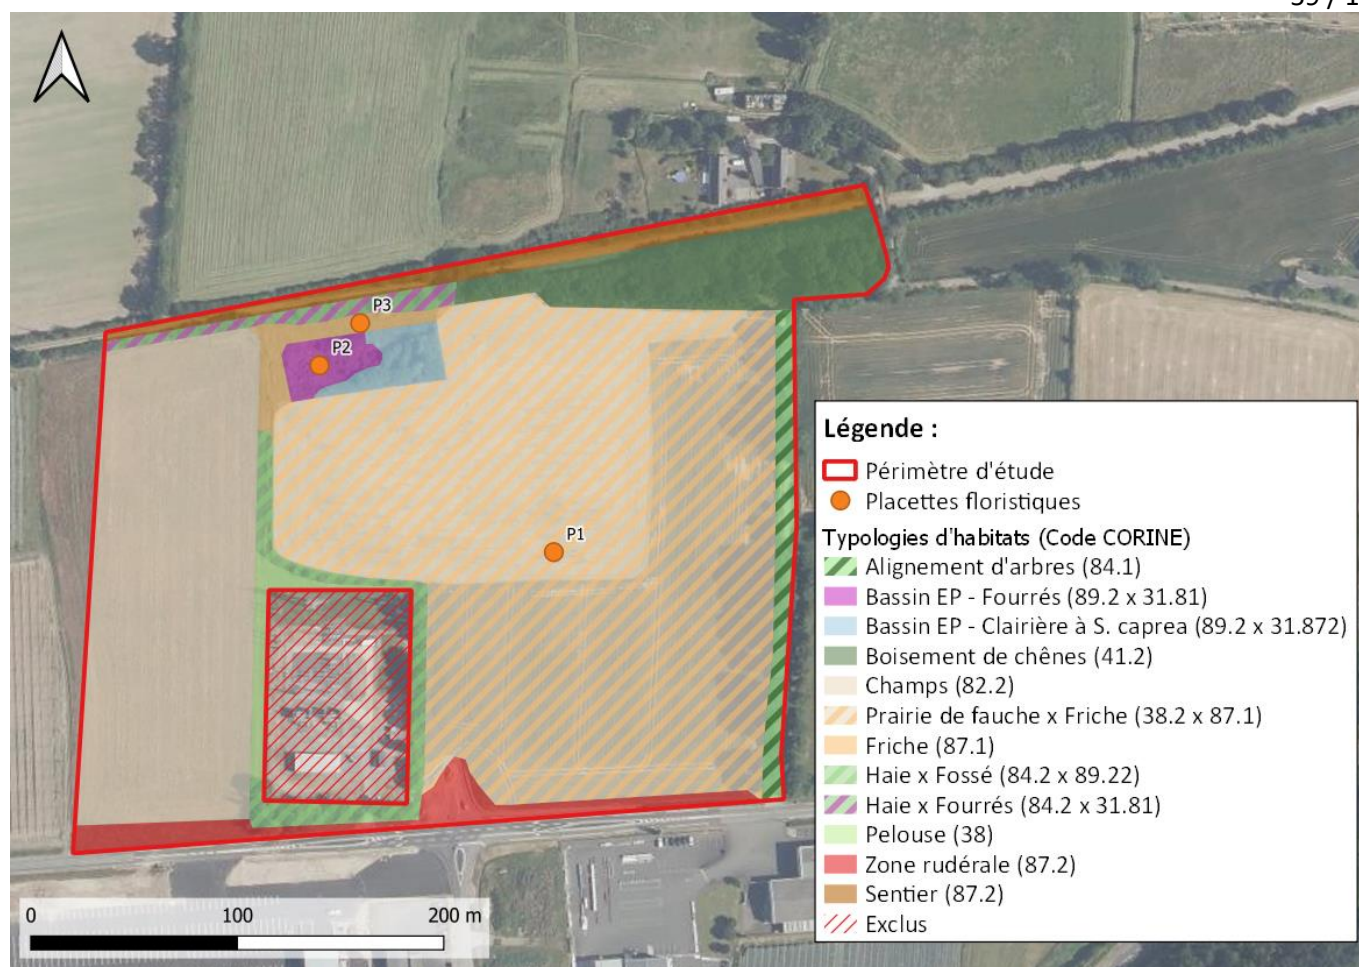 P3
P2
P1
Légende :
Périmètre d'étude
Placettes floristiques
Typologies d'habitats (Code CORINE)
Alignement d'arbres (84.1)
Bassin EP - Fourrés (89.2 x 31.81)
Bassin EP - Clairière à S. caprea (89.2 x 31.872)
Boisement de chênes (41.2)
Champs (82.2)
Prairie de fauche x Friche (38.2 x 87.1)
Friche (87.1)
Haie x Fossé (84.2 x 89.22)
Haie x Fourrés (84.2 x 31.81)
Pelouse (38)
Zone rudérale (87.2)
Sentier (87.2)
Exclus
0 100 200 m